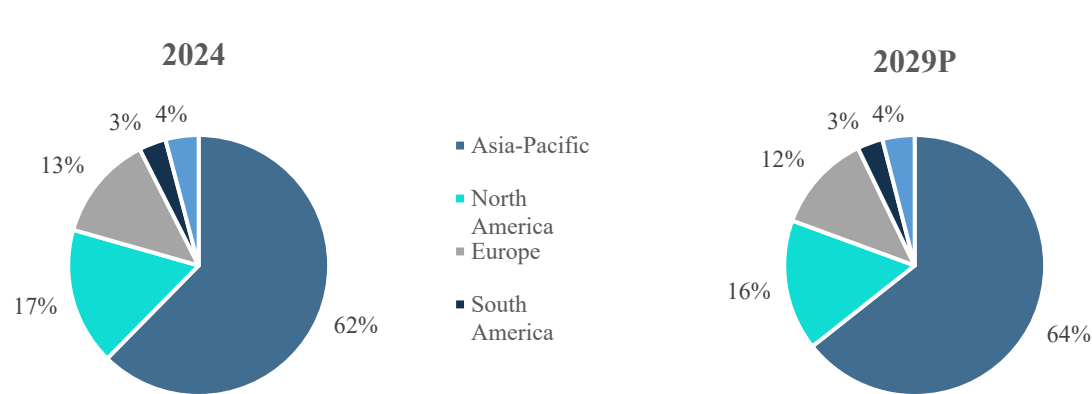 2024
3%
4%
13%
17%
62%
Asia-Pacific
North
America
Europe
South
America
2029P
3%
4%
12%
16%
64%